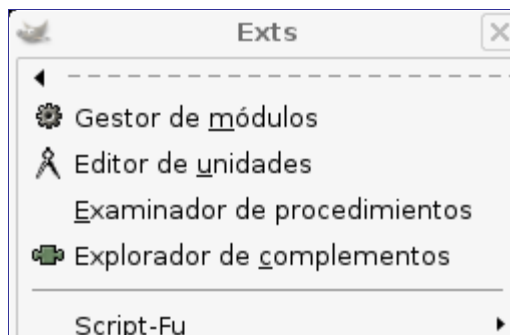 Exts
Gestor de módulos
Editor de unidades
Examinador de procedimientos
Explorador de complementos
Script-Fu